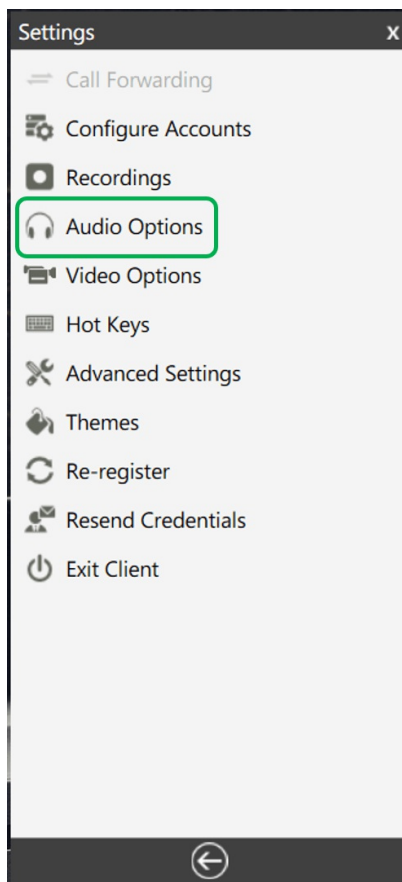 Settings x
Call Forwarding
Configure Accounts
Recordings
Audio Options
Video Options
Hot Keys
Advanced Settings
Themes
Re-register
Resend Credentials
Exit Client